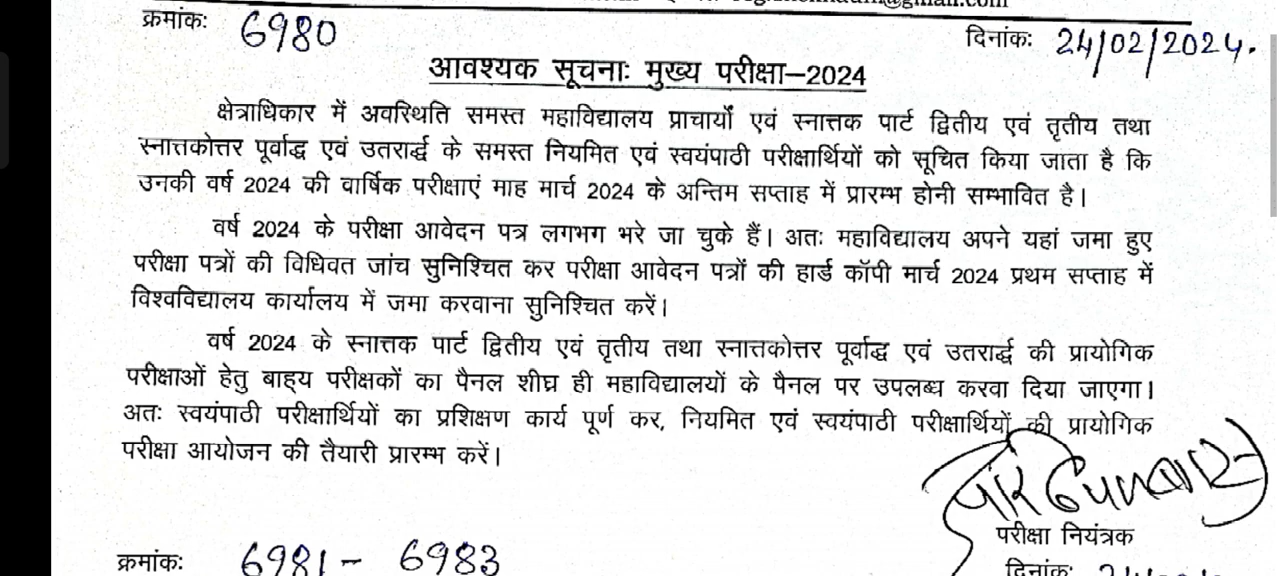 क्रमांकः 6980
दिनांकः 24/02/2024.
आवश्यक सूचनाः मुख्य परीक्षा–2024
क्षेत्राधिकार में अवस्थिति समस्त महाविद्यालय प्राचार्यों एवं स्नात्तक पार्ट द्वितीय एवं तृतीय तथा
स्नात्तकोत्तर पूर्वाद्ध एवं उतरार्द्ध के समस्त नियमित एवं स्वयंपाठी परीक्षार्थियों को सूचित किया जाता है कि
उनकी वर्ष 2024 की वार्षिक परीक्षाएं माह मार्च 2024 के अन्तिम सप्ताह में प्रारम्भ होनी सम्भावित है।
वर्ष 2024 के परीक्षा आवेदन पत्र लगभग भरे जा चुके हैं। अतः महाविद्यालय अपने यहां जमा हुए
परीक्षा पत्रों की विधिवत जांच सुनिश्चित कर परीक्षा आवेदन पत्रों की हार्ड कॉपी मार्च 2024 प्रथम सप्ताह में
विश्वविद्यालय कार्यालय में जमा करवाना सुनिश्चित करें।
वर्ष 2024 के स्नात्तक पार्ट द्वितीय एवं तृतीय तथा स्नात्तकोत्तर पूर्वाद्ध एवं उतरार्द्ध की प्रायोगिक
परीक्षाओं हेतु बाह्य परीक्षकों का पैनल शीघ्र ही महाविद्यालयों के पैनल पर उपलब्ध करवा दिया जाएगा।
अतः स्वयंपाठी परीक्षार्थियों का प्रशिक्षण कार्य पूर्ण कर, नियमित एवं स्वयंपाठी परीक्षार्थियों की प्रायोगिक
परीक्षा आयोजन की तैयारी प्रारम्भ करें।
परीक्षा नियंत्रक
क्रमांकः 6981 – 6983
दिनांकः